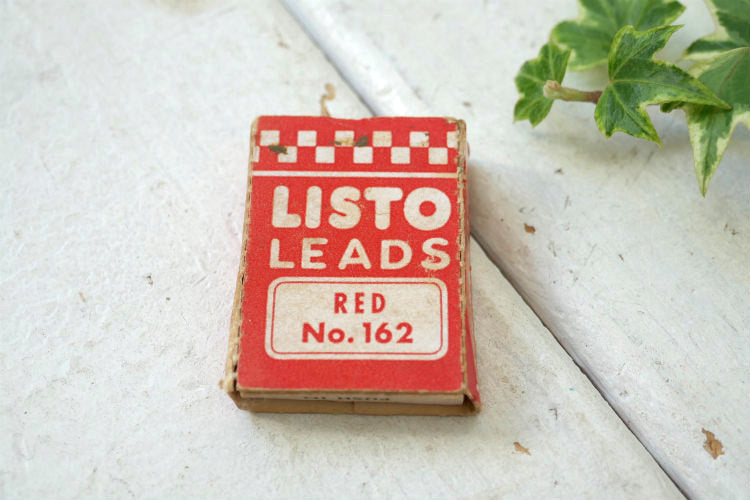 LISTO
LEADS
RED
No. 162